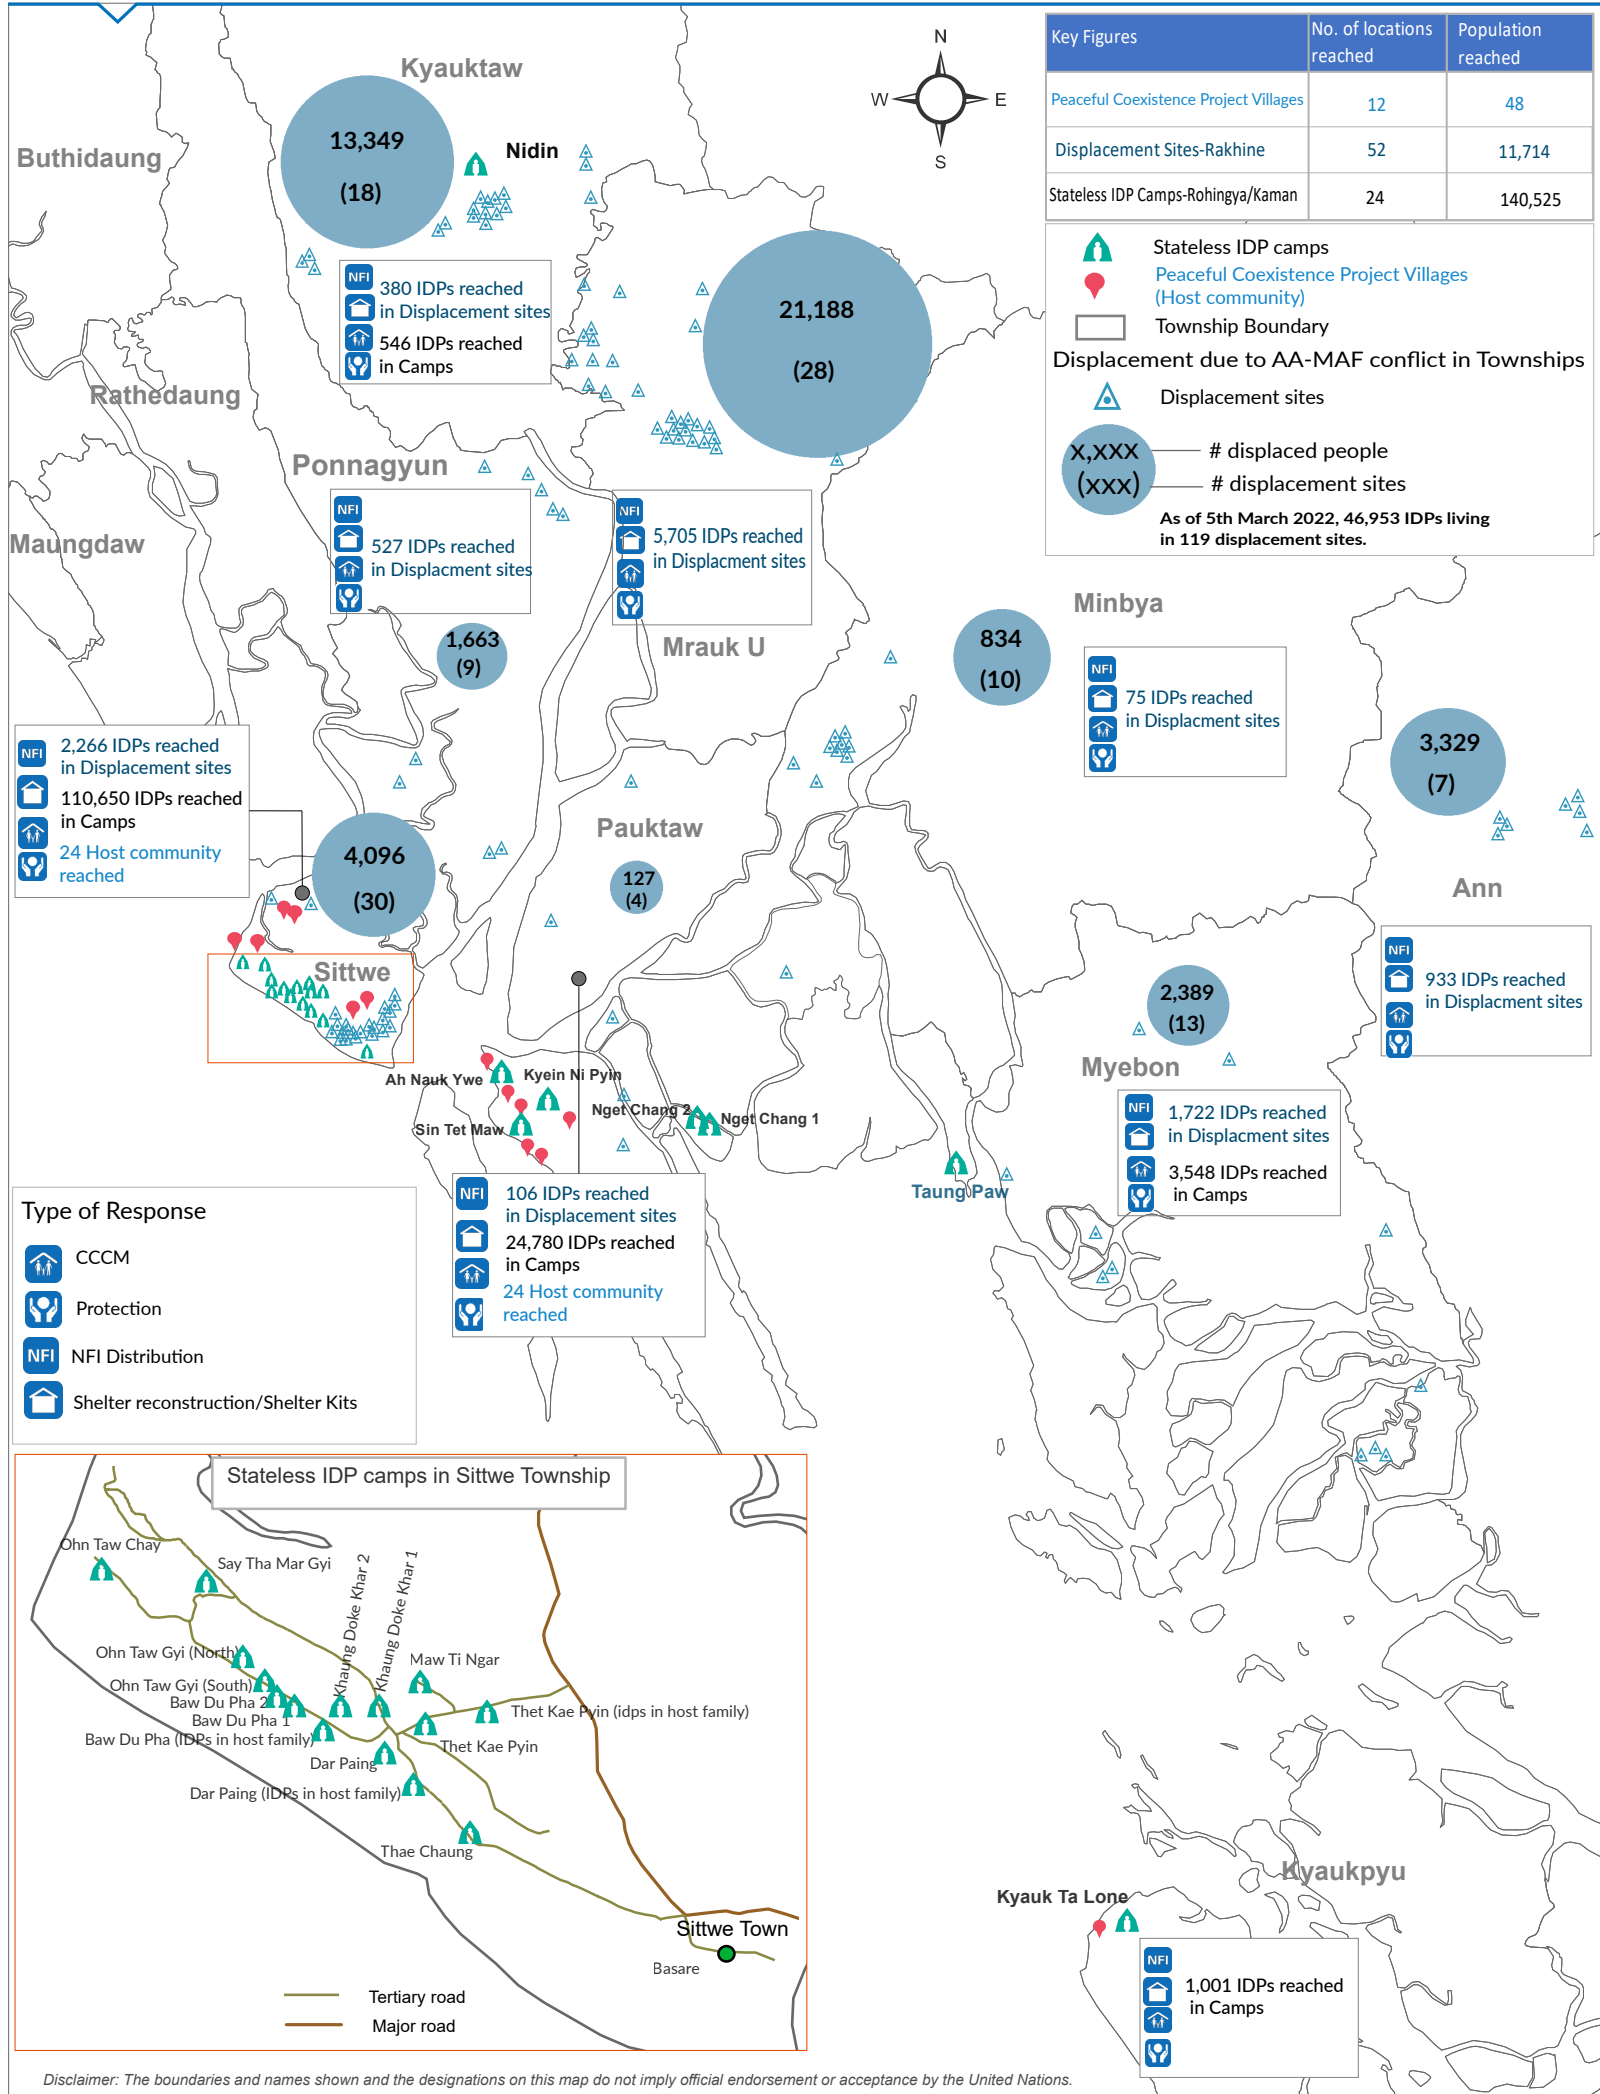 Key Figures
No. of locations reached
Population reached
Peaceful Coexistence Project Villages 12 48
Displacement Sites-Rakhine 52 11,714
Stateless IDP Camps-Rohingya/Kaman 24 140,525
Stateless IDP camps
Peaceful Coexistence Project Villages
(Host community)
Township Boundary
Displacement due to AA-MAF conflict in Townships
Displacement sites
x,xxx
(xxx)
# displaced people
# displacement sites
As of 5th March 2022, 46,953 IDPs living
in 119 displacement sites.
N
W
E
S
Kyauktaw
13,349
(18)
Nidin
Buthidaung
NFI
380 IDPs reached
in Displacement sites
546 IDPs reached
in Camps
21,188
(28)
Rathedaung
Ponnagyun
NFI
527 IDPs reached
in Displacment sites
NFI
5,705 IDPs reached
in Displacment sites
Maungdaw
1,663
(9)
Mrauk U
Minbya
834
(10)
NFI
75 IDPs reached
in Displacment sites
3,329
(7)
Ann
NFI
933 IDPs reached
in Displacment sites
NFI
2,266 IDPs reached
in Displacement sites
110,650 IDPs reached
in Camps
24 Host community
reached
4,096
(30)
Sittwe
Pauktaw
127
(4)
2,389
(13)
Myebon
NFI
1,722 IDPs reached
in Displacment sites
3,548 IDPs reached
in Camps
Ah Nauk Ywe
Kyein Ni Pyin
Nget Chang 2
Nget Chang 1
Sin Tet Maw
Taung Paw
NFI
106 IDPs reached
in Displacement sites
24,780 IDPs reached
in Camps
24 Host community
reached
Type of Response
CCCM
Protection
NFI
NFI Distribution
Shelter reconstruction/Shelter Kits
Stateless IDP camps in Sittwe Township
Ohn Taw Chay
Say Tha Mar Gyi
Khaung Doke Khar 2
Khaung Doke Khar 1
Ohn Taw Gyi (North)
Maw Ti Ngar
Ohn Taw Gyi (South)
Baw Du Pha 2
Baw Du Pha 1
Thet Kae Pyin (idps in host family)
Baw Du Pha (IDPs in host family)
Thet Kae Pyin
Dar Paing
Dar Paing (IDPs in host family)
Thae Chaung
Sittwe Town
Basare
Tertiary road
Major road
Kyaukpyu
Kyauk Ta Lone
NFI
1,001 IDPs reached
in Camps
Disclaimer: The boundaries and names shown and the designations on this map do not imply official endorsement or acceptance by the United Nations.